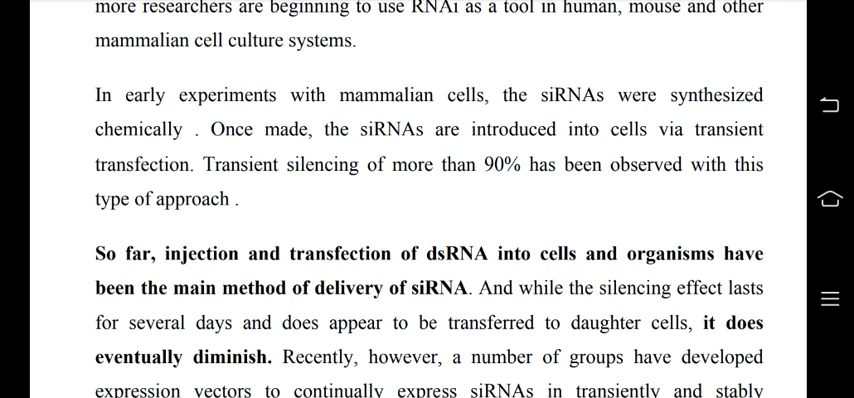 more researchers are beginning to use RNAi as a tool in human, mouse and other
mammalian cell culture systems.
In early experiments with mammalian cells, the siRNAs were synthesized
chemically . Once made, the siRNAs are introduced into cells via transient
transfection. Transient silencing of more than 90% has been observed with this
type of approach .
So far, injection and transfection of dsRNA into cells and organisms have
been the main method of delivery of siRNA. And while the silencing effect lasts
for several days and does appear to be transferred to daughter cells, it does
eventually diminish. Recently, however, a number of groups have developed
expression vectors to continually express siRNAs in transiently and stably